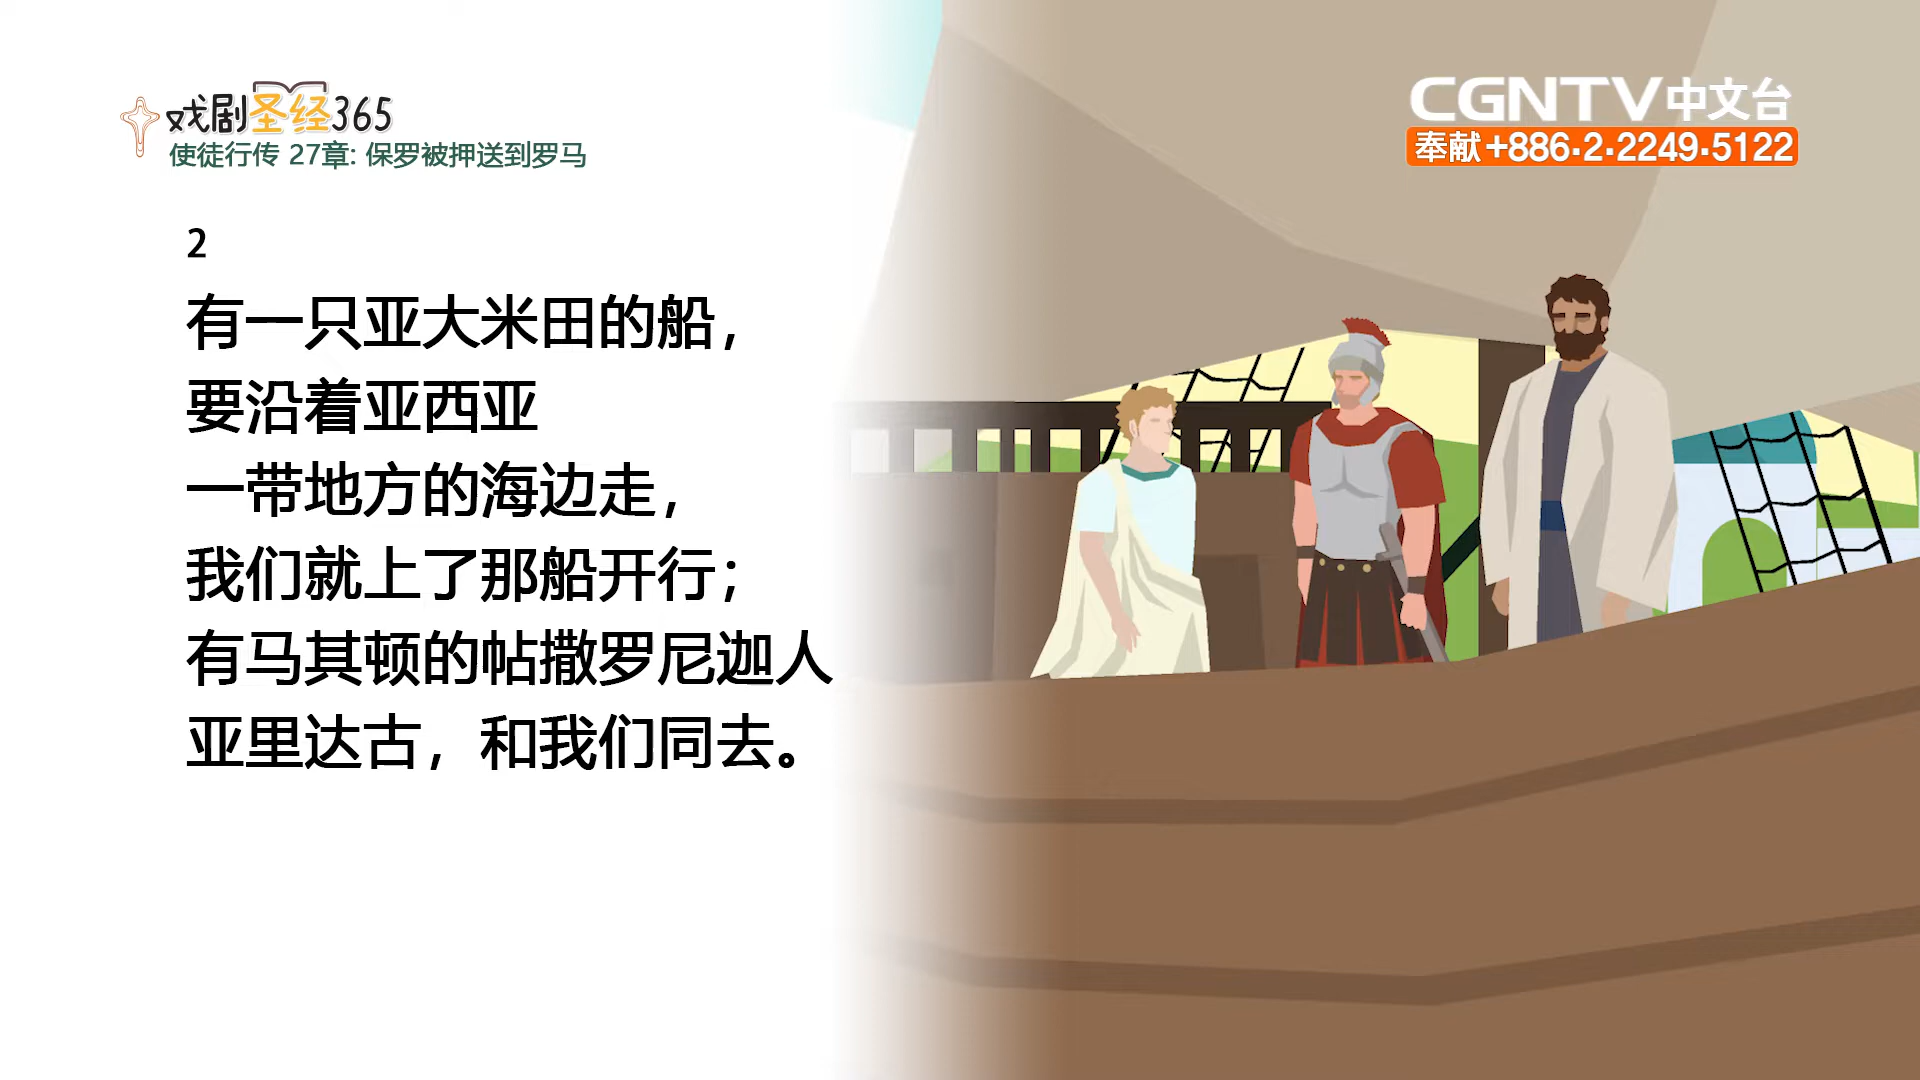 戏剧圣经365
使徒行传 27章: 保罗被押送到罗马
CGNTV中文台
奉献+886·2·2249·5122
2
有一只亚大米田的船，
要沿着亚西亚
一带地方的海边走，
我们就上了那船开行；
有马其顿的帖撒罗尼迦人
亚里达古，和我们同去。